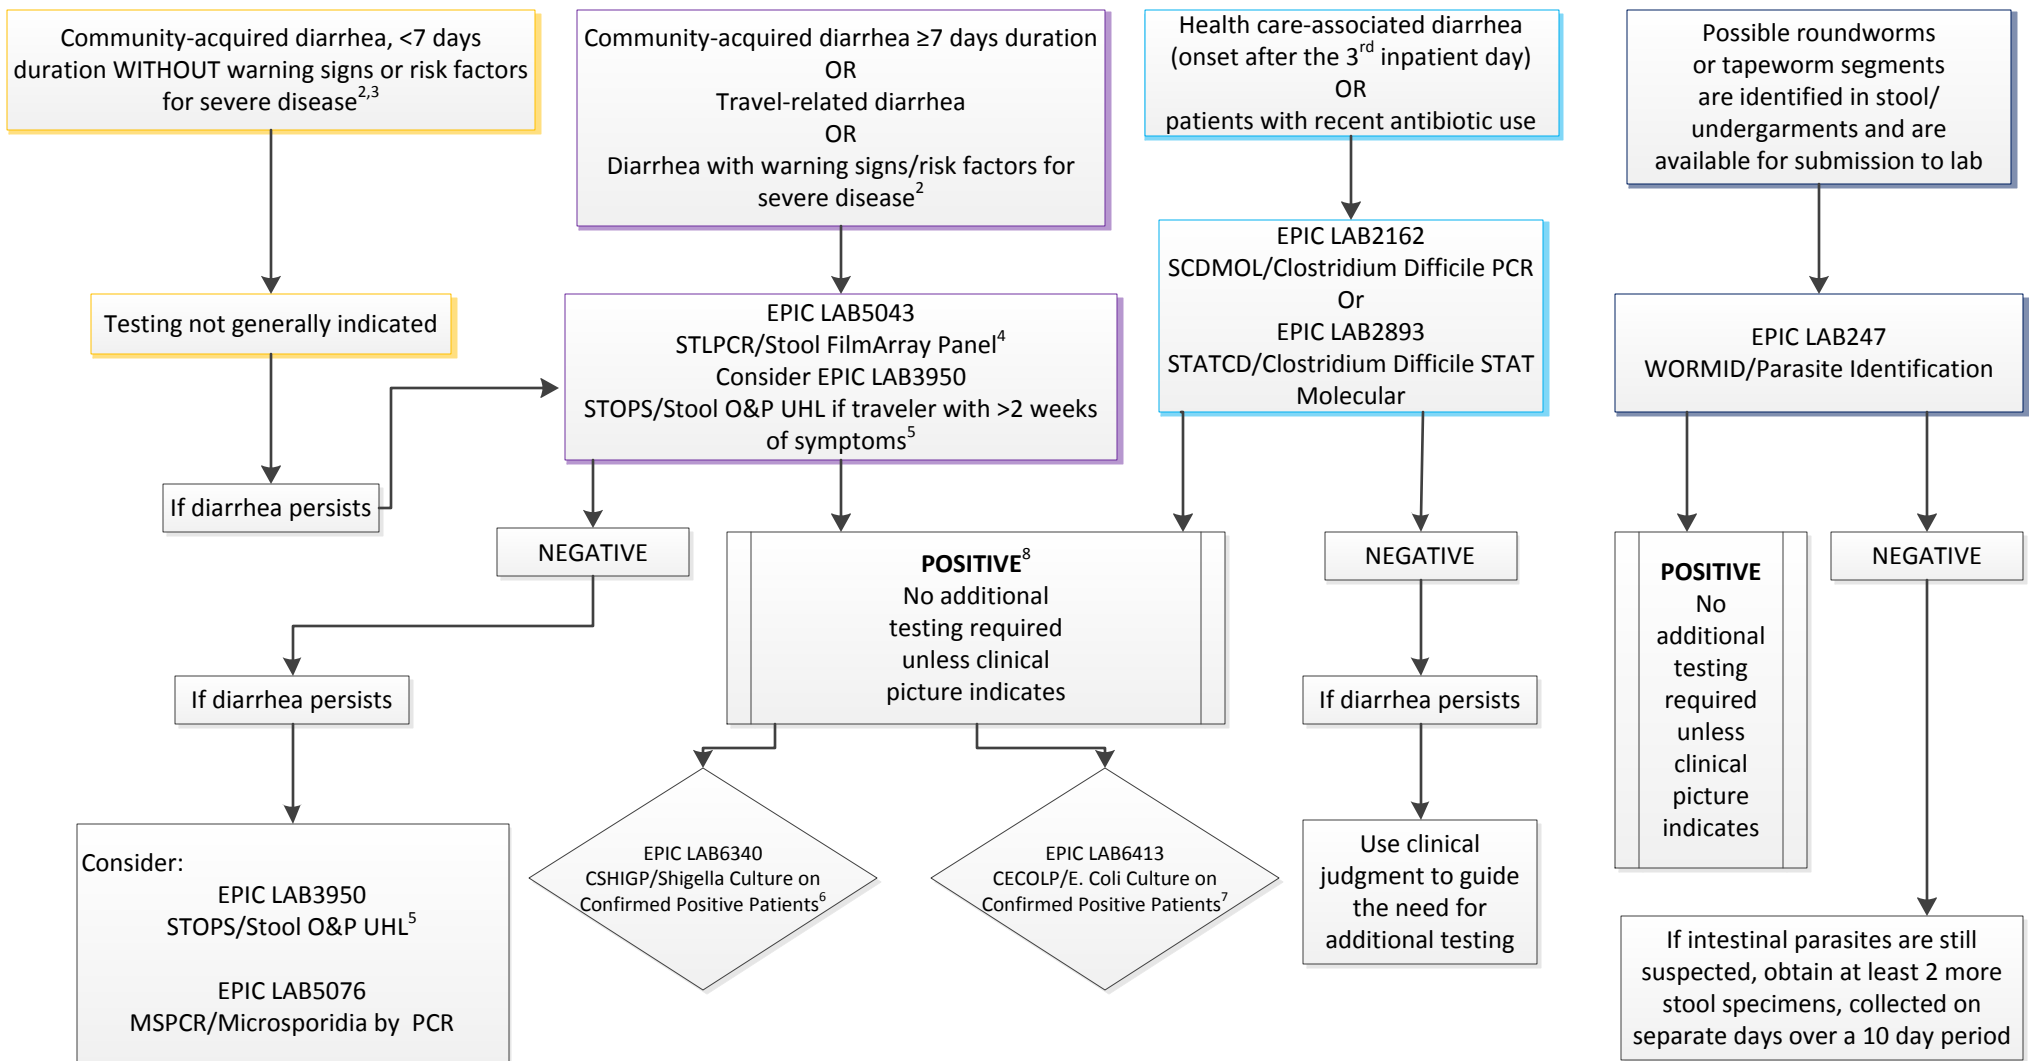 Community-acquired diarrhea, <7 days
duration WITHOUT warning signs or risk factors
for severe disease2,3
Community-acquired diarrhea ≥7 days duration
OR
Travel-related diarrhea
OR
Diarrhea with warning signs/risk factors for
severe disease2
Health care-associated diarrhea
(onset after the 3rd inpatient day)
OR
patients with recent antibiotic use
Possible roundworms
or tapeworm segments
are identified in stool/
undergarments and are
available for submission to lab
Testing not generally indicated
EPIC LAB5043
STLPCR/Stool FilmArray Panel4
Consider EPIC LAB3950
STOPS/Stool O&P UHL if traveler with >2 weeks
of symptoms5
EPIC LAB2162
SCDMOL/Clostridium Difficile PCR
Or
EPIC LAB2893
STATCD/Clostridium Difficile STAT
Molecular
EPIC LAB247
WORMID/Parasite Identification
If diarrhea persists
NEGATIVE
POSITIVE8
No additional
testing required
unless clinical
picture indicates
NEGATIVE
POSITIVE
No
additional
testing
required
unless
clinical
picture
indicates
NEGATIVE
If diarrhea persists
If diarrhea persists
Consider:
EPIC LAB3950
STOPS/Stool O&P UHL5
EPIC LAB5076
MSPCR/Microsporidia by PCR
EPIC LAB6340
CSHIGP/Shigella Culture on
Confirmed Positive Patients6
EPIC LAB6413
CECOLP/E. Coli Culture on
Confirmed Positive Patients7
Use clinical
judgment to guide
the need for
additional testing
If intestinal parasites are still
suspected, obtain at least 2 more
stool specimens, collected on
separate days over a 10 day period